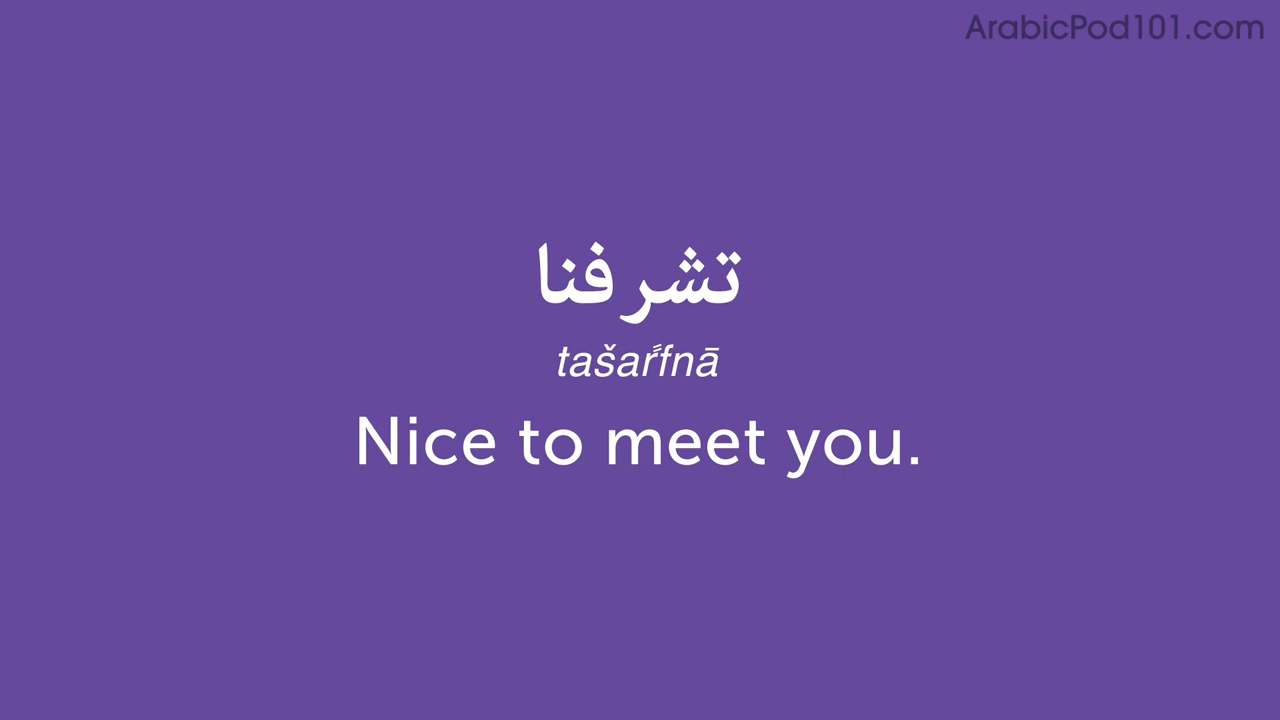 ArabicPod101.com
تشرفنا
tašar̋fnā
Nice to meet you.